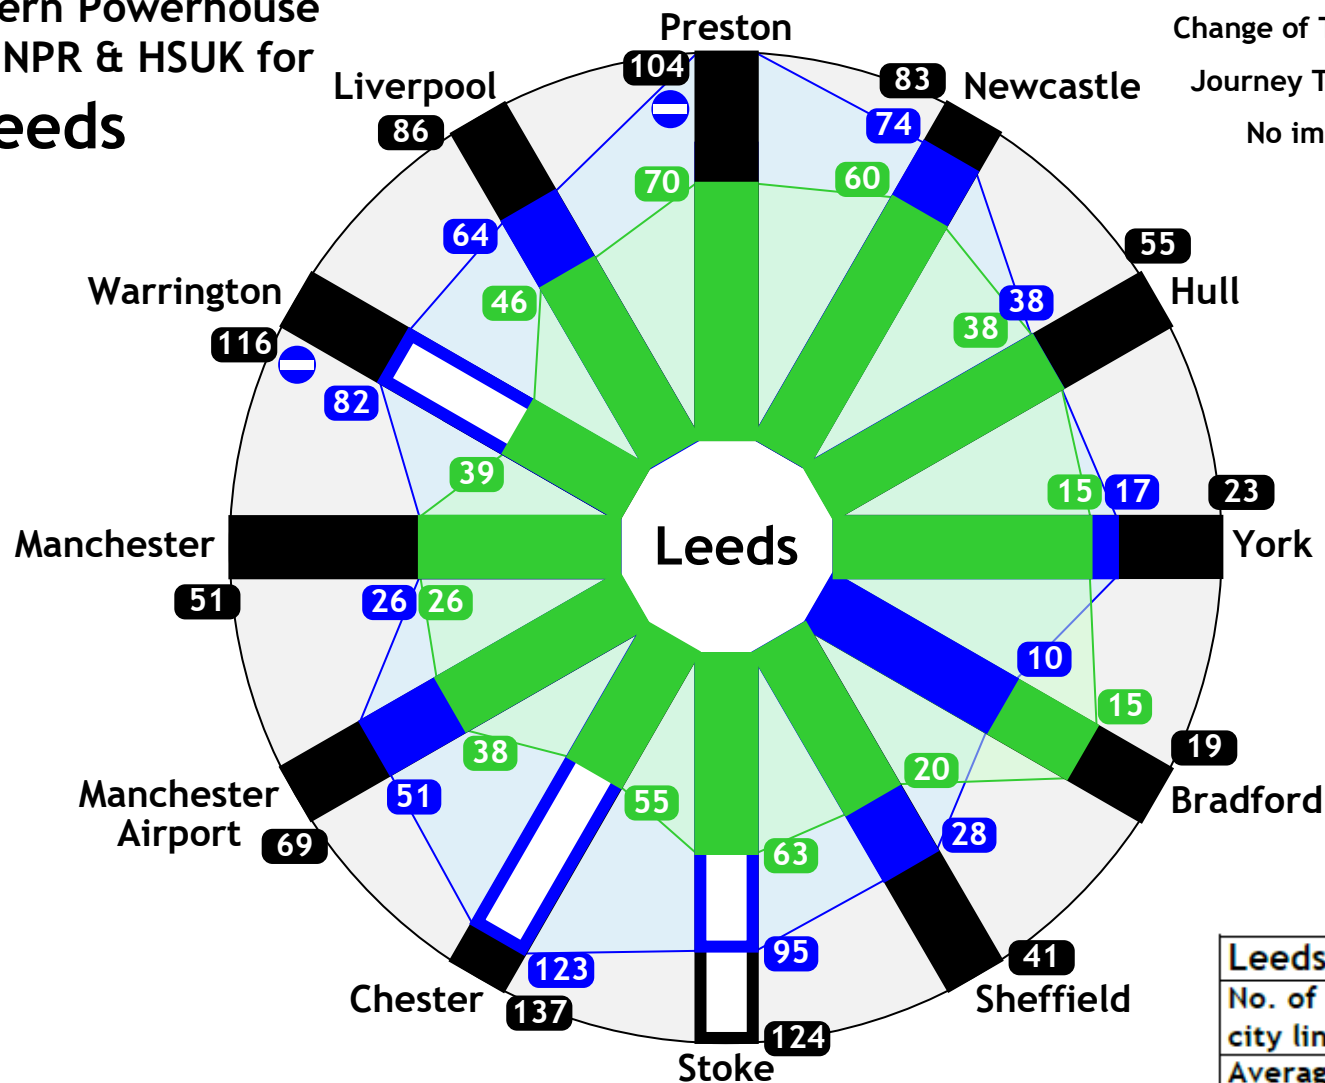 ern Powerhouse
NPR & HSUK for
eeds
Change of T
Journey T
No im
Preston
104
70
Liverpool
86
64
46
Newcastle
83
74
60
Warrington
116
82
39
Hull
55
38
38
Manchester
51
26
26
Leeds
York
23
17
15
Manchester
Airport
69
51
38
Bradford
19
10
15
Chester
137
123
55
Stoke
124
95
63
Sheffield
41
28
20
Leeds
No. of
city lin
Averag